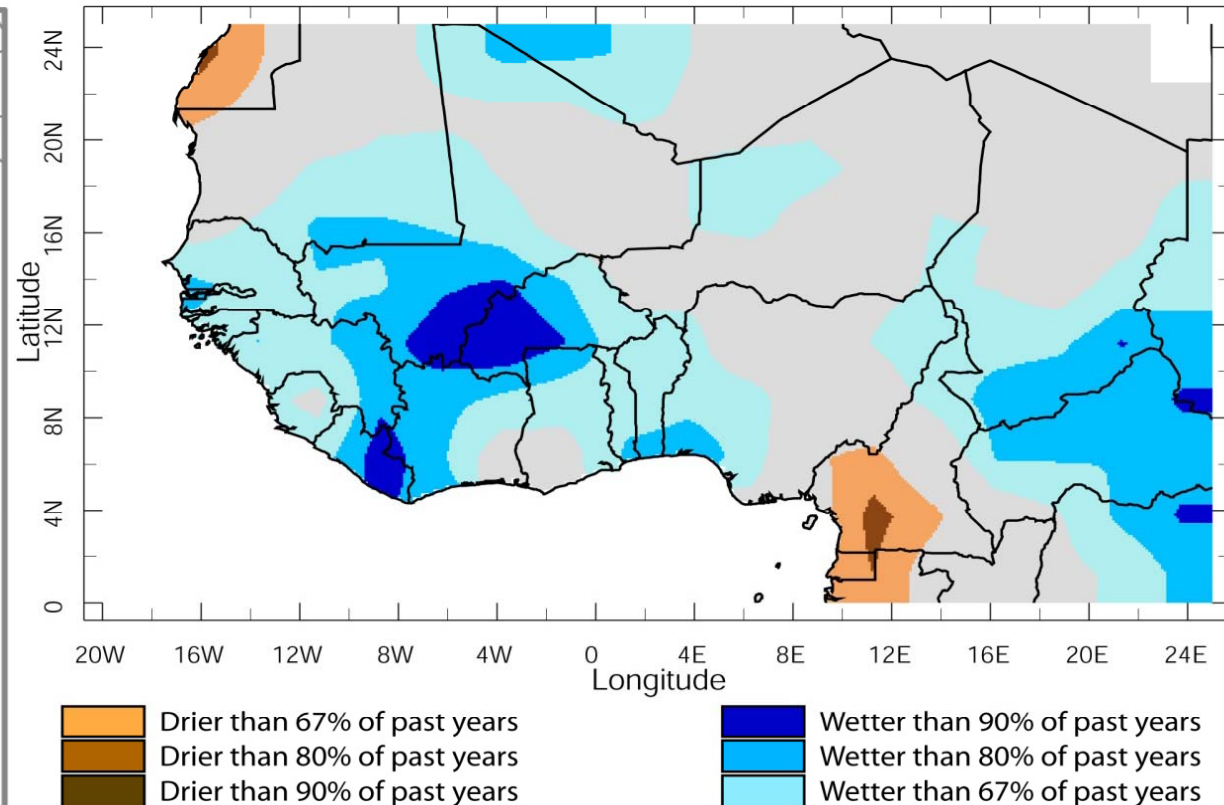 24N
20N
16N
12N
8N
4N
0
Latitude
20W 16W 12W 8W 4W 0 4E 8E 12E 16E 20E 24E
Longitude
Drier than 67% of past years
Drier than 80% of past years
Drier than 90% of past years
Wetter than 90% of past years
Wetter than 80% of past years
Wetter than 67% of past years